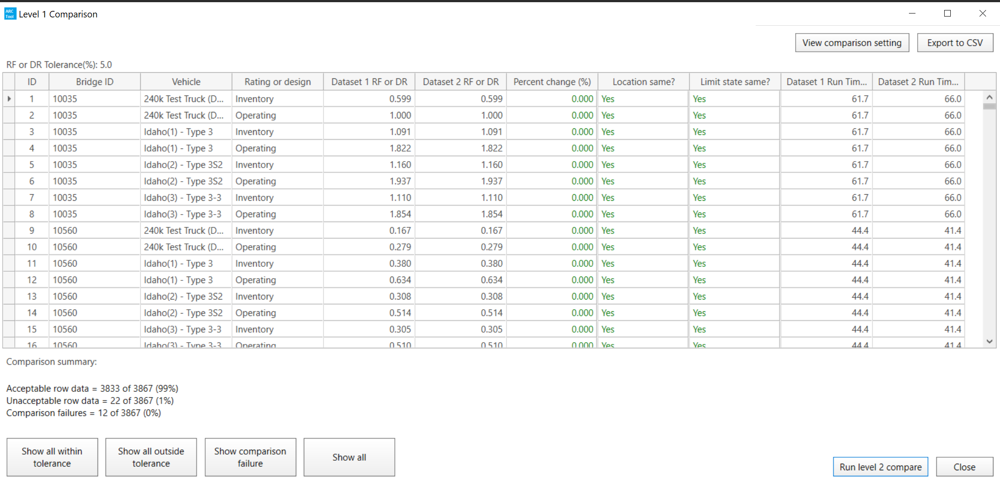 ARC Tool Level 1 Comparison
View comparison setting Export to CSV
RF or DR Tolerance(%): 5.0
ID Bridge ID Vehicle Rating or design Dataset 1 RF or DR Dataset 2 RF or DR Percent change (%) Location same? Limit state same? Dataset 1 Run Tim... Dataset 2 Run Tim...
1 10035 240k Test Truck (D... Inventory 0.599 0.599 0.000 Yes Yes 61.7 66.0
2 10035 240k Test Truck (D... Operating 1.000 1.000 0.000 Yes Yes 61.7 66.0
3 10035 Idaho(1) - Type 3 Inventory 1.091 1.091 0.000 Yes Yes 61.7 66.0
4 10035 Idaho(1) - Type 3 Operating 1.822 1.822 0.000 Yes Yes 61.7 66.0
5 10035 Idaho(2) - Type 3S2 Inventory 1.160 1.160 0.000 Yes Yes 61.7 66.0
6 10035 Idaho(2) - Type 3S2 Operating 1.937 1.937 0.000 Yes Yes 61.7 66.0
7 10035 Idaho(3) - Type 3-3 Inventory 1.110 1.110 0.000 Yes Yes 61.7 66.0
8 10035 Idaho(3) - Type 3-3 Operating 1.854 1.854 0.000 Yes Yes 61.7 66.0
9 10560 240k Test Truck (D... Inventory 0.167 0.167 0.000 Yes Yes 44.4 41.4
10 10560 240k Test Truck (D... Operating 0.279 0.279 0.000 Yes Yes 44.4 41.4
11 10560 Idaho(1) - Type 3 Inventory 0.380 0.380 0.000 Yes Yes 44.4 41.4
12 10560 Idaho(1) - Type 3 Operating 0.634 0.634 0.000 Yes Yes 44.4 41.4
13 10560 Idaho(2) - Type 3S2 Inventory 0.308 0.308 0.000 Yes Yes 44.4 41.4
14 10560 Idaho(2) - Type 3S2 Operating 0.514 0.514 0.000 Yes Yes 44.4 41.4
15 10560 Idaho(3) - Type 3-3 Inventory 0.305 0.305 0.000 Yes Yes 44.4 41.4
16 10560 Idaho(3) - Type 3-3 Operating 0.510 0.510 0.000 Yes Yes 44.4 41.4
Comparison summary:
Acceptable row data = 3833 of 3867 (99%)
Unacceptable row data = 22 of 3867 (1%)
Comparison failures = 12 of 3867 (0%)
Show all within tolerance Show all outside tolerance Show comparison failure Show all
Run level 2 compare Close